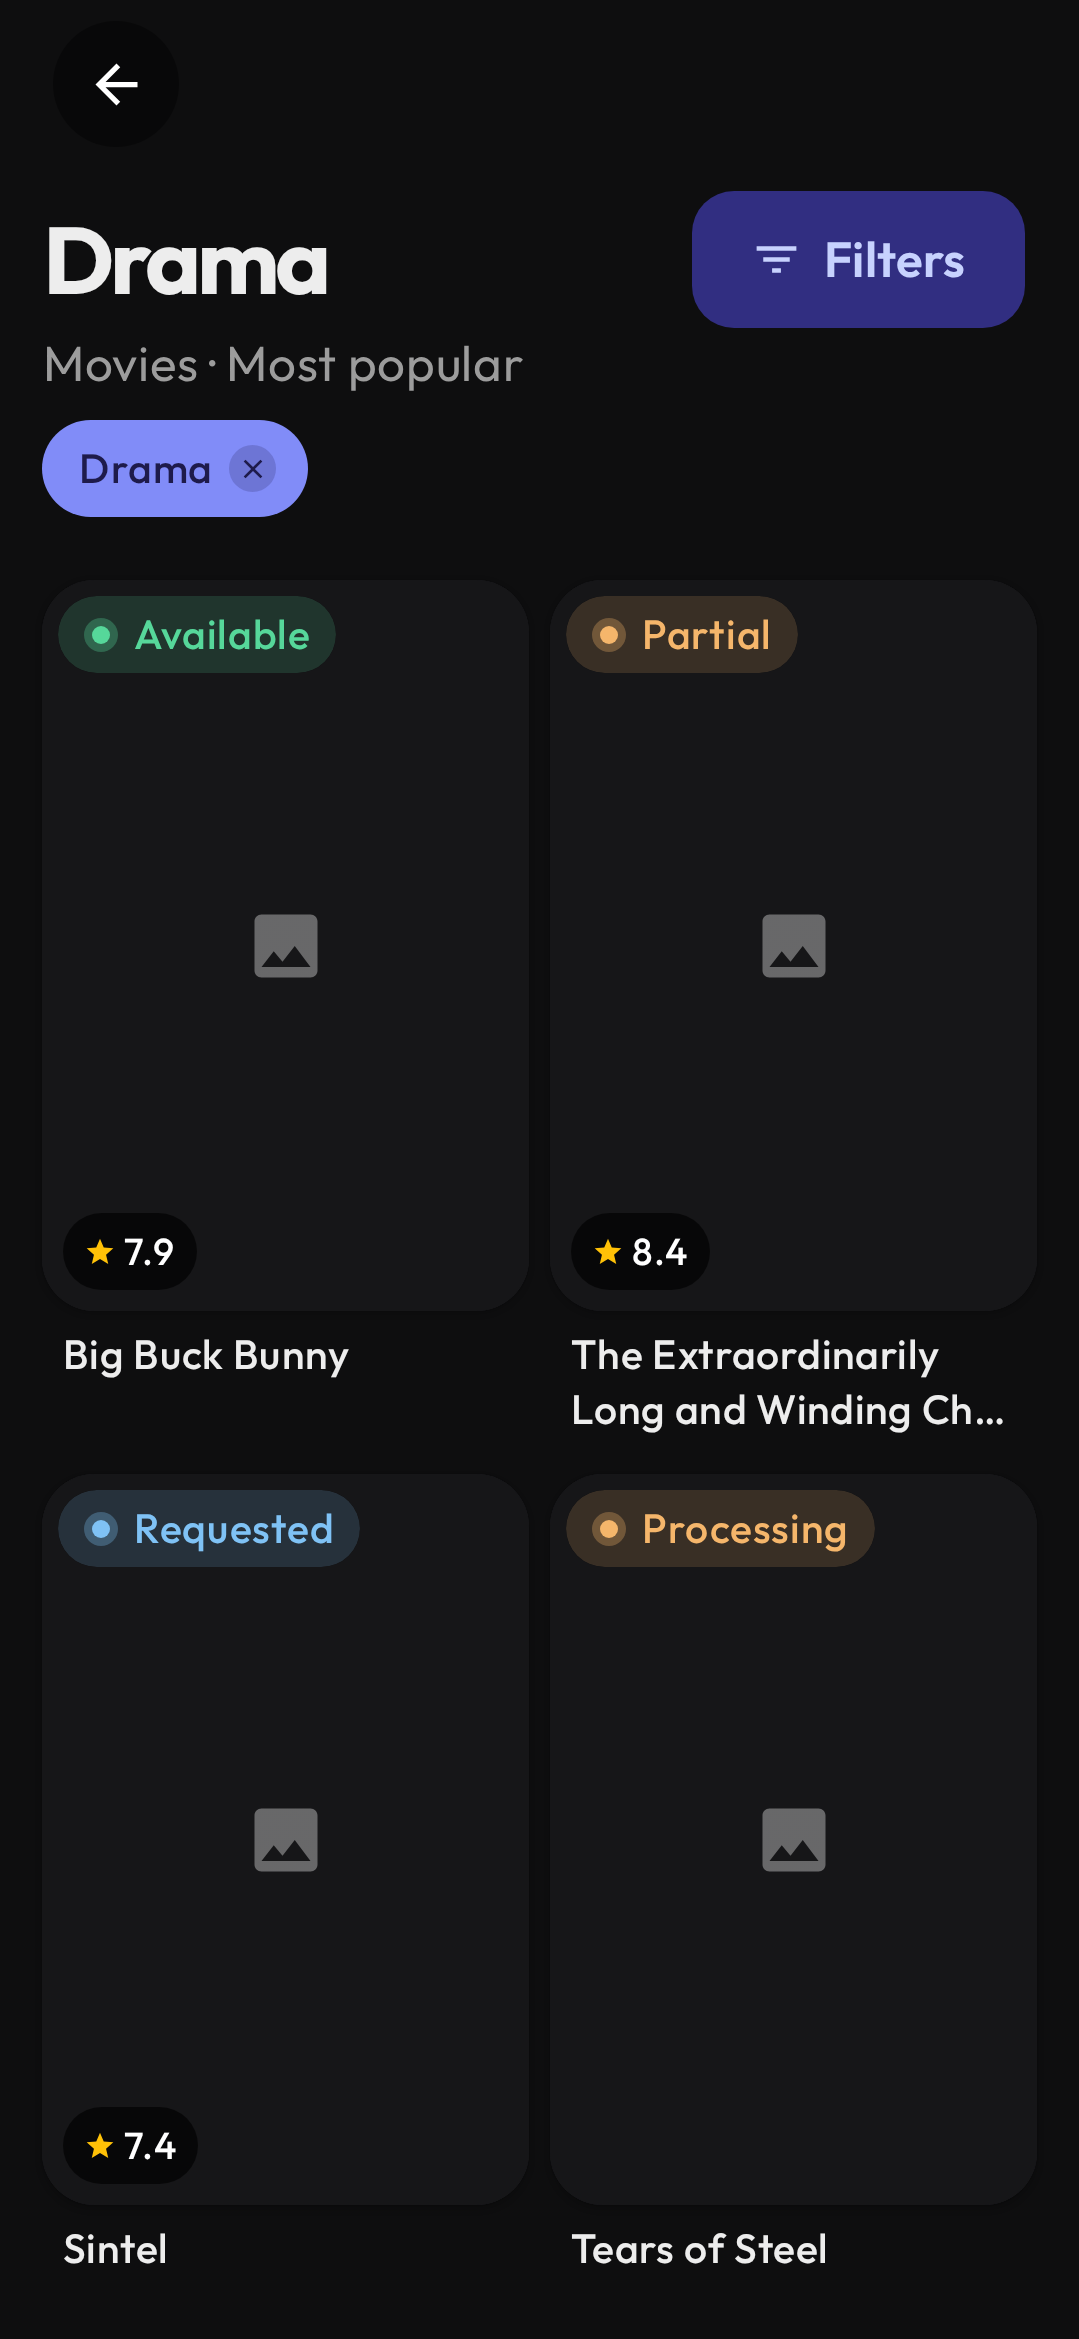 Drama
Filters
Movies · Most popular
Drama
Available
Partial
7.9
8.4
Big Buck Bunny
The Extraordinarily
Long and Winding Ch...
Requested
Processing
7.4
Sintel
Tears of Steel